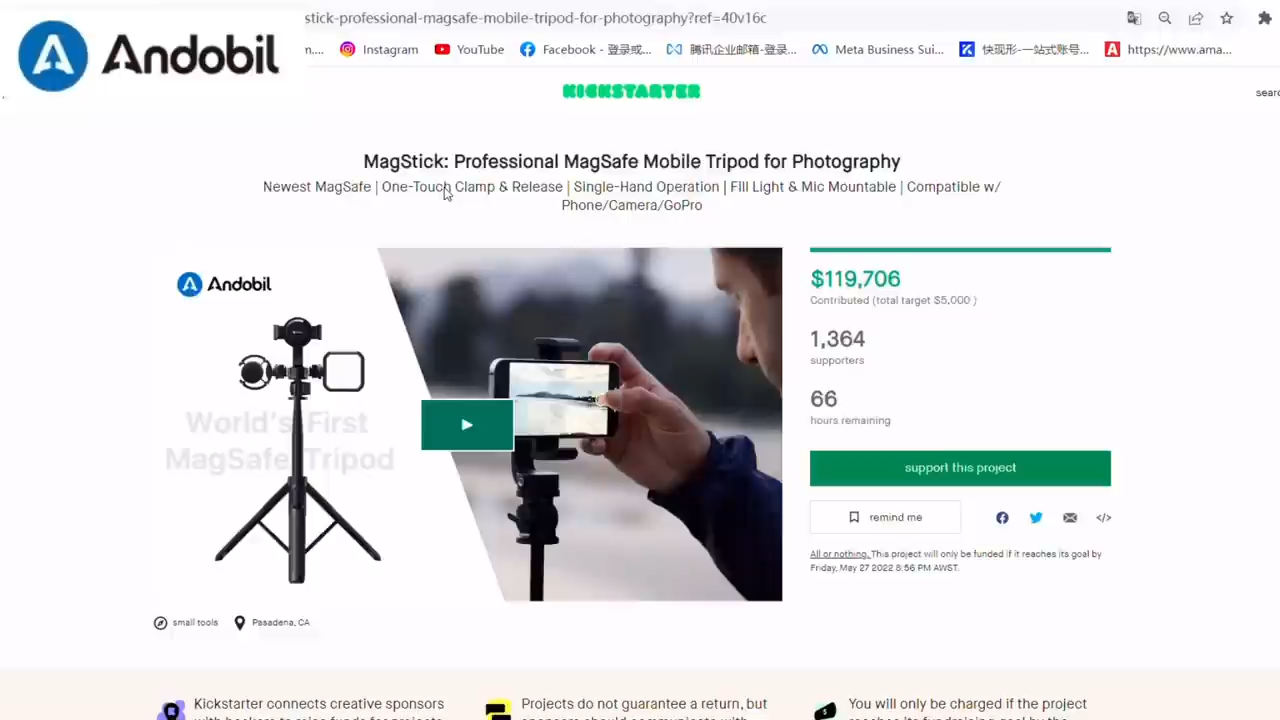 stick-professional-magsafe-mobile-tripod-for-photography?ref=40v16c
Andobil
Instagram
YouTube
Facebook - 登录或...
腾讯企业邮箱-登录...
Meta Business Sui...
快现形-一站式账号...
https://www.ama...
KICKSTARTER
MagStick: Professional MagSafe Mobile Tripod for Photography
Newest MagSafe | One-Touch Clamp & Release | Single-Hand Operation | Fill Light & Mic Mountable | Compatible w/
Phone/Camera/GoPro
Andobil
World's First
MagSafe Tripod
$119,706
Contributed (total target $5,000 )
1,364
supporters
66
hours remaining
support this project
remind me
All or nothing. This project will only be funded if it reaches its goal by
Friday, May 27 2022 8:56 PM AWST.
small tools
Pasadena, CA
Kickstarter connects creative sponsors
Projects do not guarantee a return, but
You will only be charged if the project